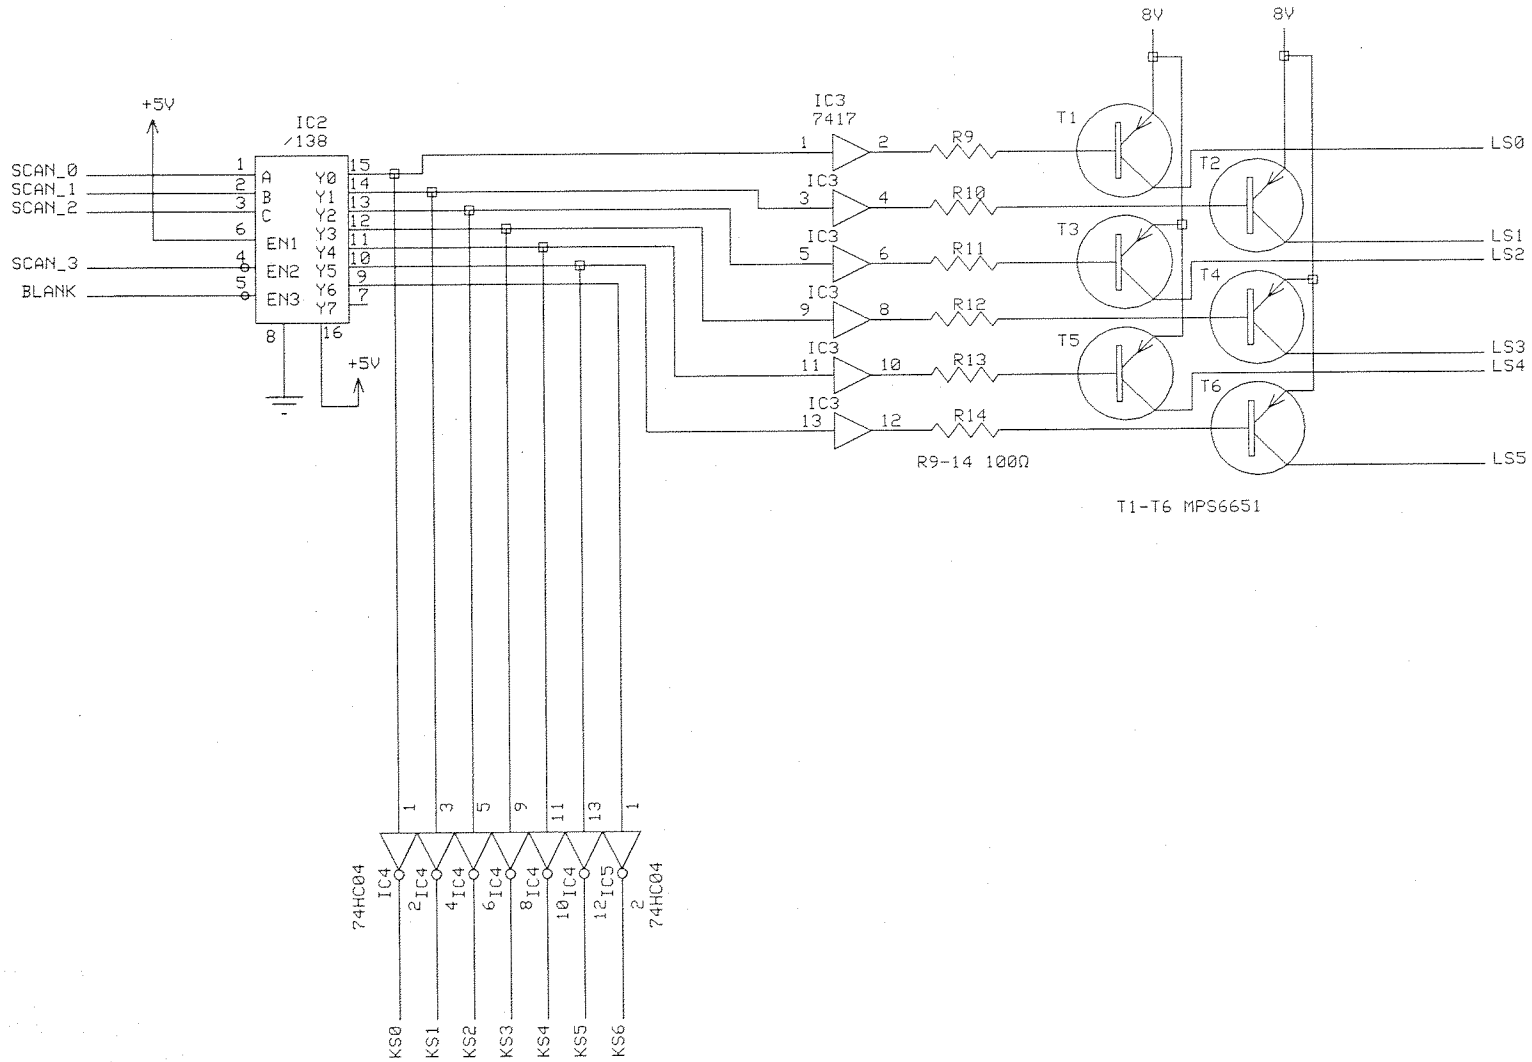 8V 8V
+5V
IC2
/138
SCAN_0 1 A Y0 15
SCAN_1 2 B Y1 14
SCAN_2 3 C Y2 13
Y3 12
6 EN1 Y4 11
SCAN_3 4 EN2 Y5 10
BLANK 5 EN3 Y6 9
Y7 7
8 16
+5V
IC3
7417
1 2 R9 T1 LS0
IC3
3 4 R10 T2 LS1
IC3
5 6 R11 T3 LS2
IC3
9 8 R12 T4 LS3
IC3
11 10 R13 T5 LS4
IC3
13 12 R14 T6 LS5
R9-14 100Ω
T1-T6 MPS6651
1 3 5 9 11 13 1
74HC04 IC4 2 IC4 4 IC4 6 IC4 8 IC4 10 IC4 12 IC5 2 74HC04
KS0 KS1 KS2 KS3 KS4 KS5 KS6